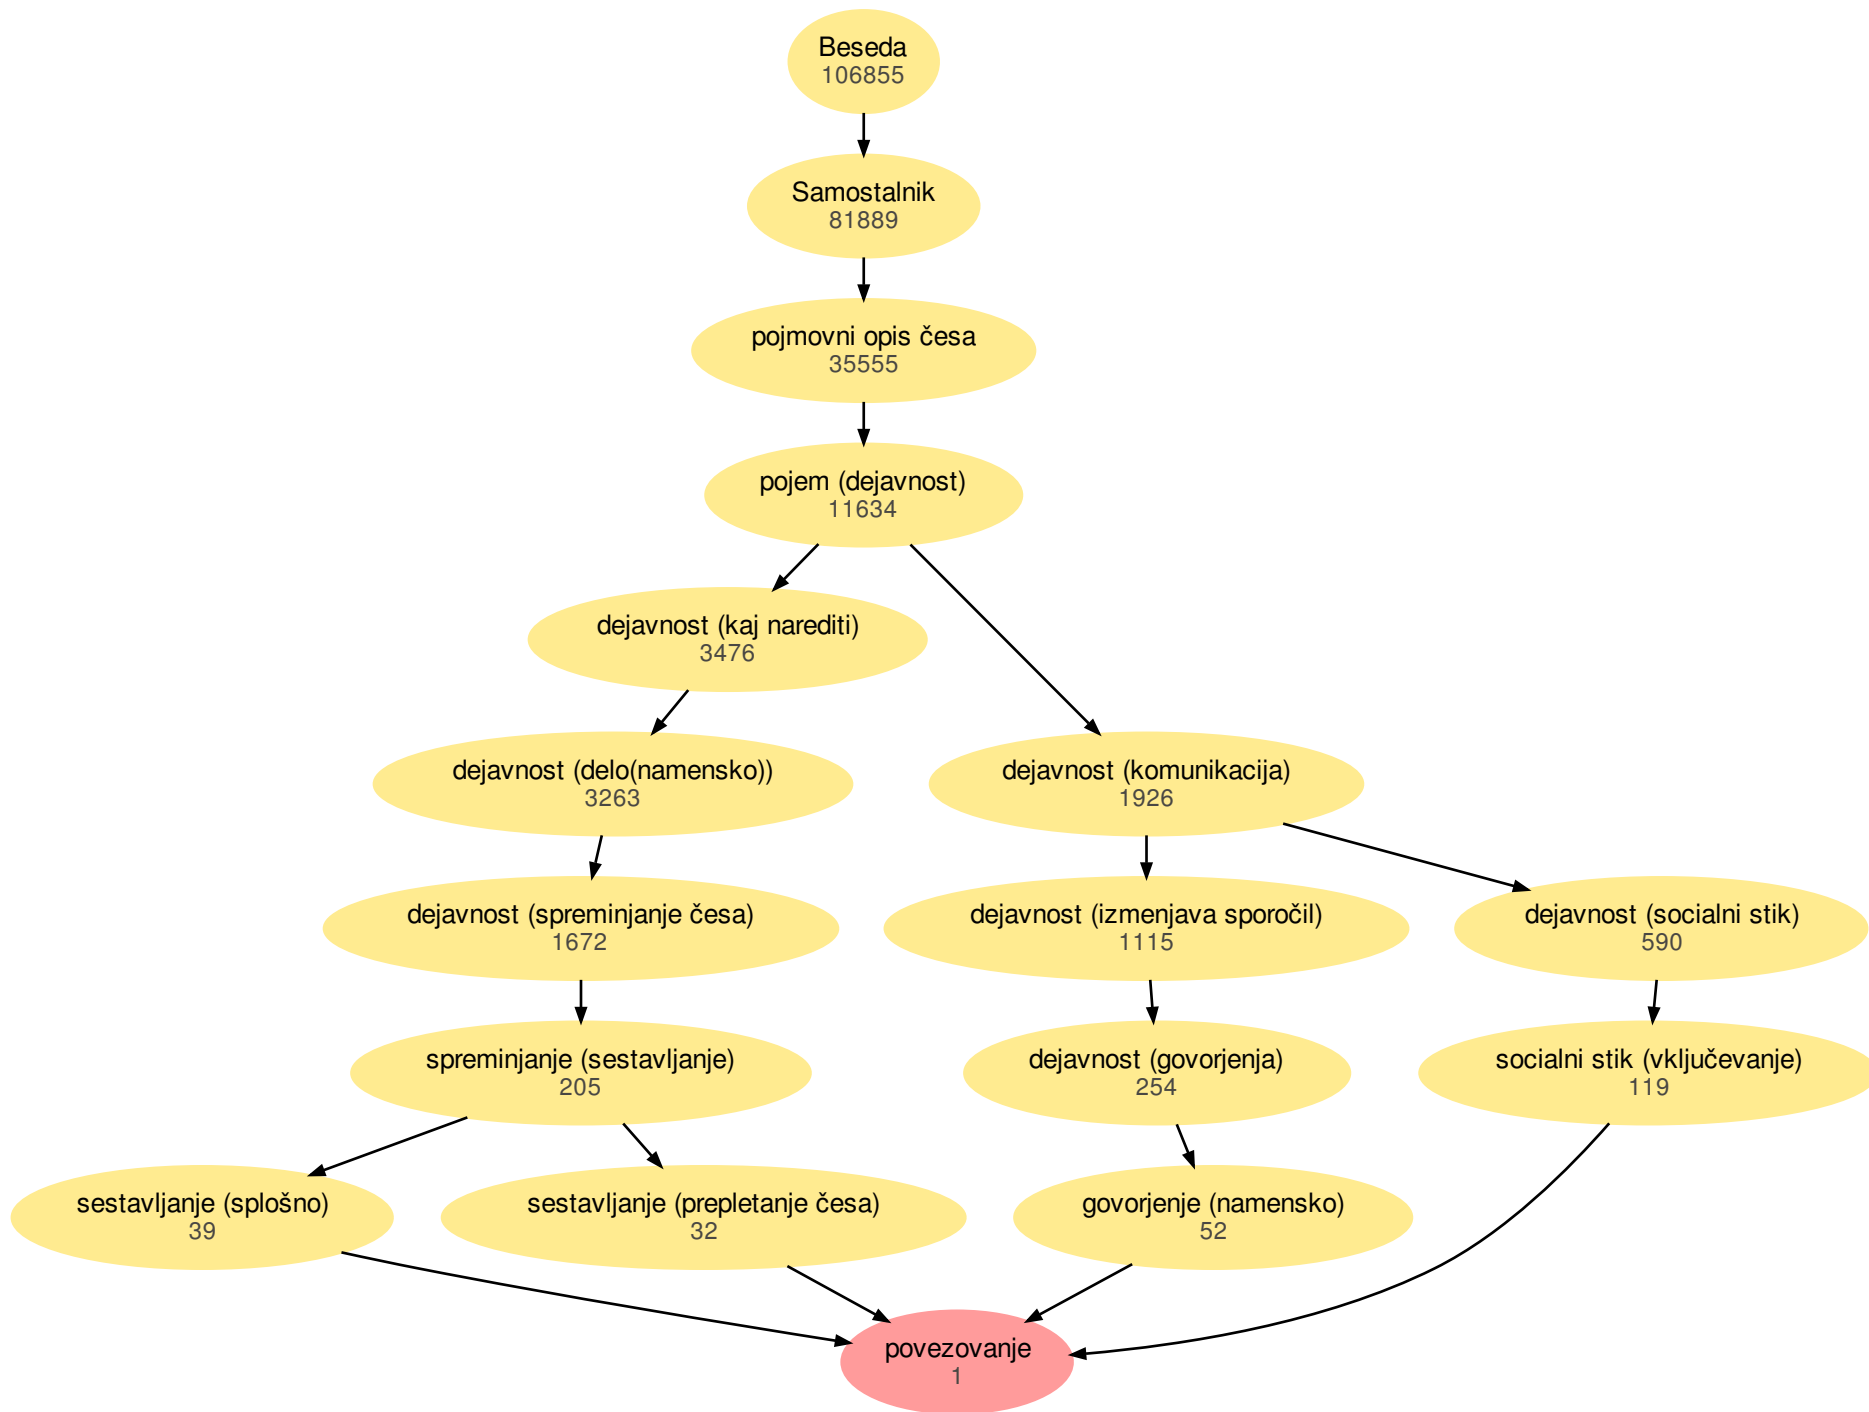 Beseda
106855
Samostalnik
81889
pojmovni opis česa
35555
pojem (dejavnost)
11634
dejavnost (kaj narediti)
3476
dejavnost (delo(namensko))
3263
dejavnost (komunikacija)
1926
dejavnost (spreminjanje česa)
1672
dejavnost (izmenjava sporočil)
1115
dejavnost (socialni stik)
590
spreminjanje (sestavljanje)
205
dejavnost (govorjenja)
254
socialni stik (vključevanje)
119
sestavljanje (splošno)
39
sestavljanje (prepletanje česa)
32
govorjenje (namensko)
52
povezovanje
1